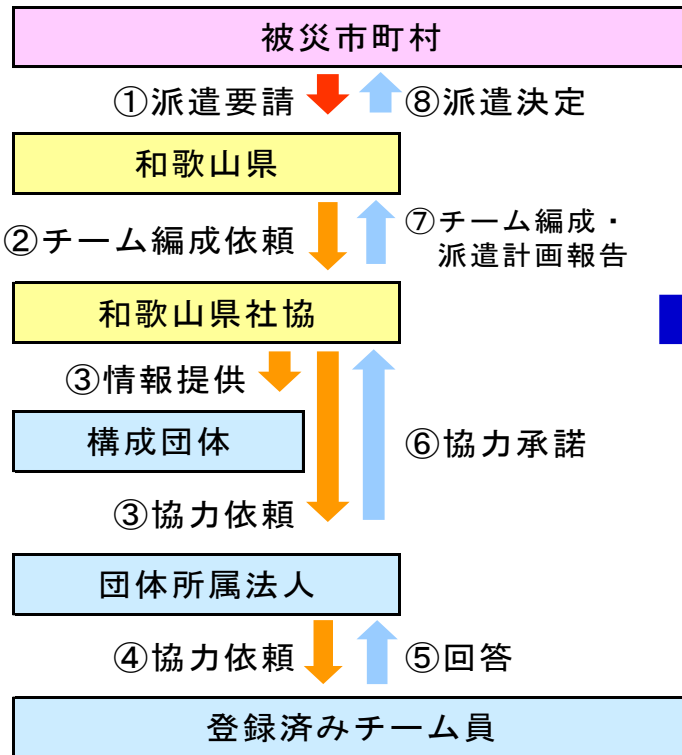 被災市町村
①派遣要請
⑧派遣決定
和歌山県
②チーム編成依頼
⑦チーム編成・
派遣計画報告
和歌山県社協
③情報提供
構成団体
⑥協力承諾
③協力依頼
団体所属法人
④協力依頼
⑤回答
登録済みチーム員